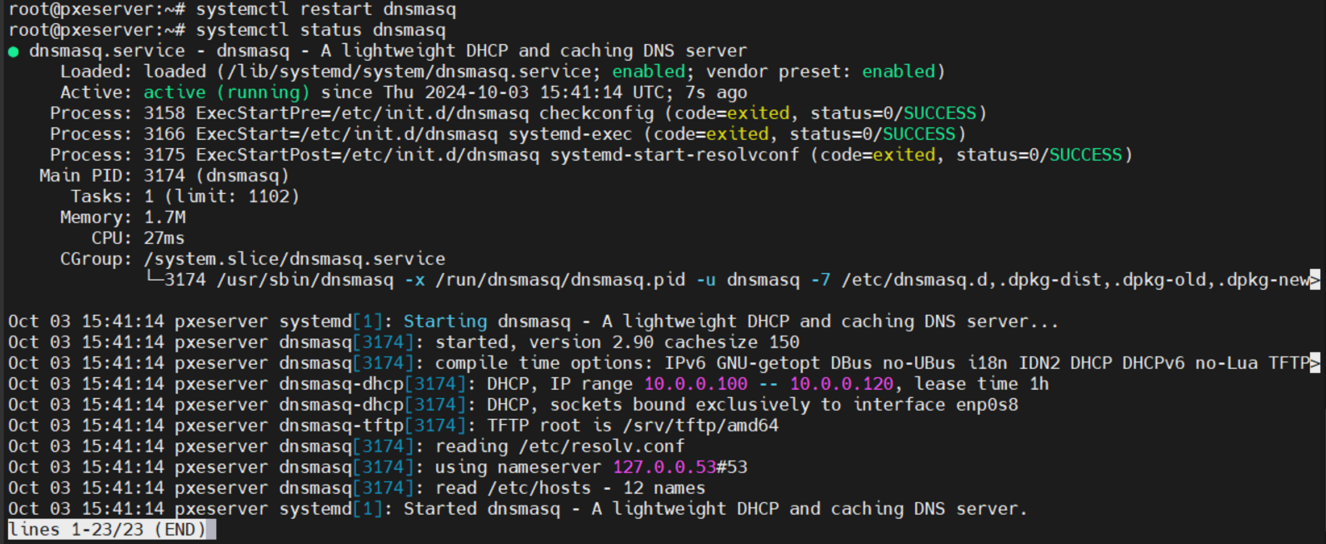 root@pxeserver:~# systemctl restart dnsmasq
root@pxeserver:~# systemctl status dnsmasq
● dnsmasq.service - dnsmasq - A lightweight DHCP and caching DNS server
     Loaded: loaded (/lib/systemd/system/dnsmasq.service; enabled; vendor preset: enabled)
     Active: active (running) since Thu 2024-10-03 15:41:14 UTC; 7s ago
    Process: 3158 ExecStartPre=/etc/init.d/dnsmasq checkconfig (code=exited, status=0/SUCCESS)
    Process: 3166 ExecStart=/etc/init.d/dnsmasq systemd-exec (code=exited, status=0/SUCCESS)
    Process: 3175 ExecStartPost=/etc/init.d/dnsmasq systemd-start-resolvconf (code=exited, status=0/SUCCESS)
   Main PID: 3174 (dnsmasq)
      Tasks: 1 (limit: 1102)
     Memory: 1.7M
        CPU: 27ms
     CGroup: /system.slice/dnsmasq.service
             └─3174 /usr/sbin/dnsmasq -x /run/dnsmasq/dnsmasq.pid -u dnsmasq -7 /etc/dnsmasq.d,.dpkg-dist,.dpkg-old,.dpkg-new>
Oct 03 15:41:14 pxeserver systemd[1]: Starting dnsmasq - A lightweight DHCP and caching DNS server...
Oct 03 15:41:14 pxeserver dnsmasq[3174]: started, version 2.90 cachesize 150
Oct 03 15:41:14 pxeserver dnsmasq[3174]: compile time options: IPv6 GNU-getopt DBus no-UBus i18n IDN2 DHCP DHCPv6 no-Lua TFTP>
Oct 03 15:41:14 pxeserver dnsmasq-dhcp[3174]: DHCP, IP range 10.0.0.100 -- 10.0.0.120, lease time 1h
Oct 03 15:41:14 pxeserver dnsmasq-dhcp[3174]: DHCP, sockets bound exclusively to interface enp0s8
Oct 03 15:41:14 pxeserver dnsmasq-tftp[3174]: TFTP root is /srv/tftp/amd64
Oct 03 15:41:14 pxeserver dnsmasq[3174]: reading /etc/resolv.conf
Oct 03 15:41:14 pxeserver dnsmasq[3174]: using nameserver 127.0.0.53#53
Oct 03 15:41:14 pxeserver dnsmasq[3174]: read /etc/hosts - 12 names
Oct 03 15:41:14 pxeserver systemd[1]: Started dnsmasq - A lightweight DHCP and caching DNS server.
lines 1-23/23 (END)